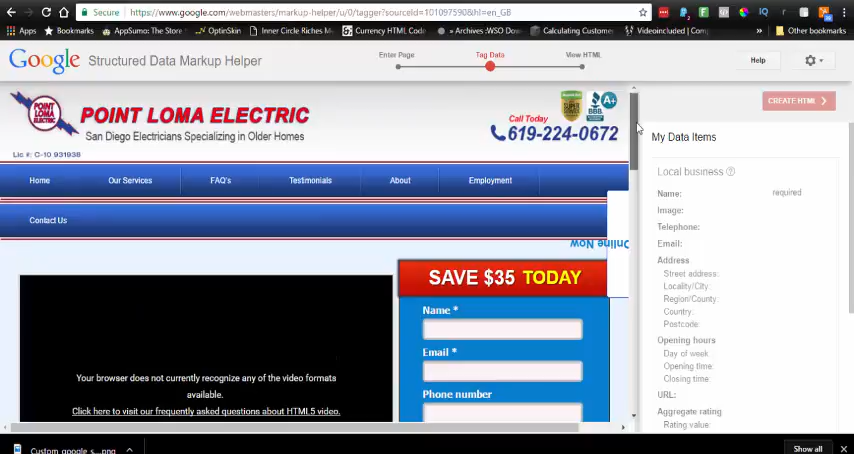 Secure https://www.google.com/webmasters/markup-helper/u/0/tagger?sourceId=101097590&hl=en_GB
Apps Bookmarks AppSumo: The Store OptinSkin Inner Circle Riches M Currency HTML Code » Archive: WSO Dow Calculating Customer Videoincluded | Comp » Other bookmarks
Google Structured Data Markup Helper
Enter Page Tag Data View HTML
Help
CREATE HTML
POINT LOMA ELECTRIC
POINT LOMA ELECTRIC
San Diego Electricians Specializing in Older Homes
Call Today
619-224-0672
BBB A+
Lic #: C-10 931938
Home Our Services FAQ's Testimonials About Employment
Contact Us
Online Now
SAVE $35 TODAY
Name *
Email *
Phone number
Your browser does not currently recognize any of the video formats
available.
Click here to visit our frequently asked questions about HTML5 video.
My Data Items
Local business
Name: required
Image:
Telephone:
Email:
Address
Street address:
Locality/City:
Region/County:
Country:
Postcode:
Opening hours
Day of week
Opening time:
Closing time:
URL:
Aggregate rating
Rating value:
Custom google s....png
Show all